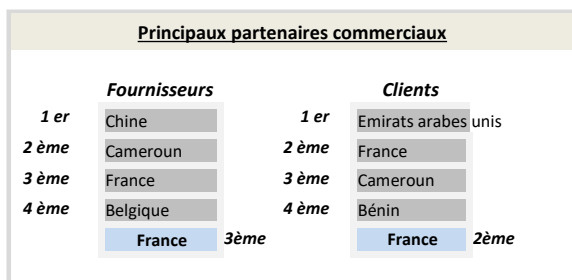 Principaux partenaires commerciaux
Fournisseurs Clients
1 er Chine 1 er Emirats arabes unis
2 ème Cameroun 2 ème France
3 ème France 3 ème Cameroun
4 ème Belgique 4 ème Bénin
France 3ème France 2ème